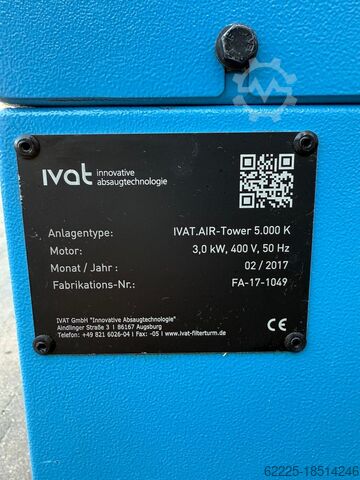 ivat innovative
absaugtechnologie
Anlagentype: IVAT.AIR-Tower 5.000 K
Motor: 3,0 kW, 400 V, 50 Hz
Monat / Jahr : 02 / 2017
Fabrikations-Nr.: FA-17-1049
IVAT GmbH "Innovative Absaugtechnologie"
Aindlinger Straße 3 | 86167 Augsburg
Telefon: +49 821 6026-04 | Fax: -05 | www.ivat-filterturm.de
CE
62225-18514246